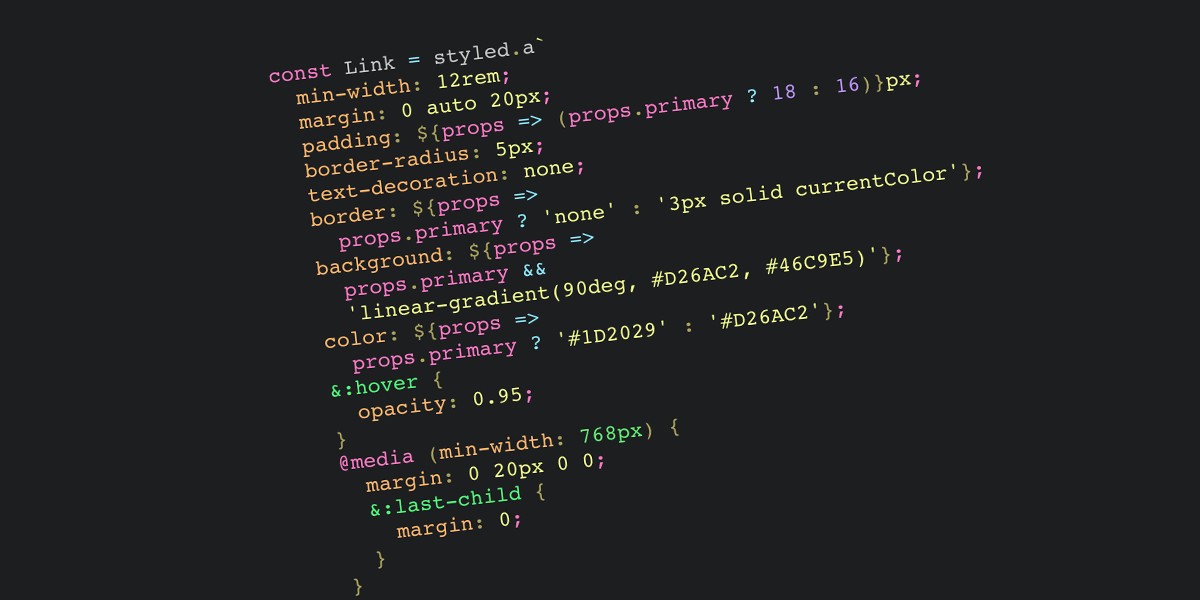 const Link = styled.a`
min-width: 12rem;
margin: 0 auto 20px;
padding: ${props => (props.primary ? 18 : 16)}px;
border-radius: 5px;
text-decoration: none;
border: ${props =>
props.primary ? 'none' : '3px solid currentColor'};
background: ${props =>
props.primary &&
'linear-gradient(90deg, #D26AC2, #46C9E5)'};
color: ${props =>
props.primary ? '#1D2029' : '#D26AC2'};
&:hover {
opacity: 0.95;
}
@media (min-width: 768px) {
margin: 0 20px 0 0;
&:last-child {
margin: 0;
}
}